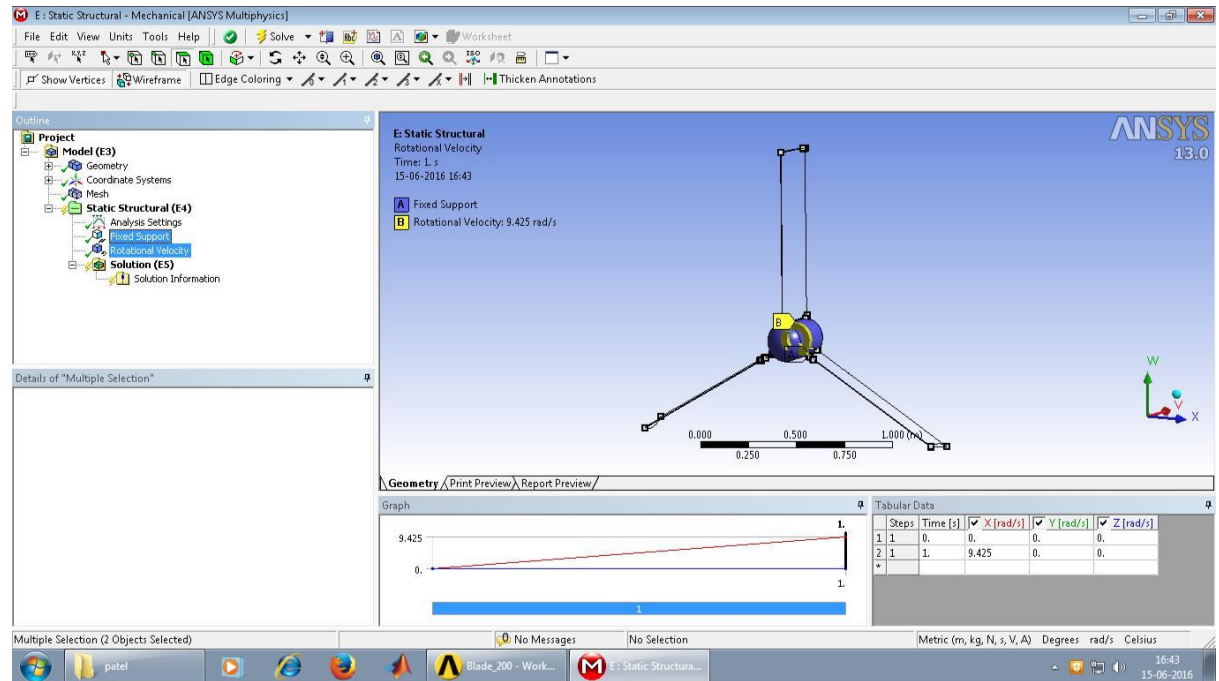 E : Static Structural - Mechanical [ANSYS Multiphysics]
File Edit View Units Tools Help Solve Worksheet
Show Vertices Wireframe Edge Coloring Thicken Annotations
Outline
Project
Model (E3)
Geometry
Coordinate Systems
Mesh
Static Structural (E4)
Analysis Settings
Fixed Support
Rotational Velocity
Solution (E5)
Solution Information
Details of "Multiple Selection"
E: Static Structural
Rotational Velocity
Time: 1. s
15-06-2016 16:43
A Fixed Support
B Rotational Velocity: 9.425 rad/s
ANSYS
13.0
B
A
W
V
X
0.000 0.500 1.000 (m)
0.250 0.750
Geometry Print Preview Report Preview
Graph
1.
9.425
0.
1.
1
Tabular Data
Steps Time [s] X [rad/s] Y [rad/s] Z [rad/s]
1 1 0. 0. 0. 0.
2 1 1. 9.425 0. 0.
*
Multiple Selection (2 Objects Selected) 0 No Messages No Selection Metric (m, kg, N, s, V, A) Degrees rad/s Celsius
patel Blade_200 - Work... E : Static Structura... 16:43
15-06-2016